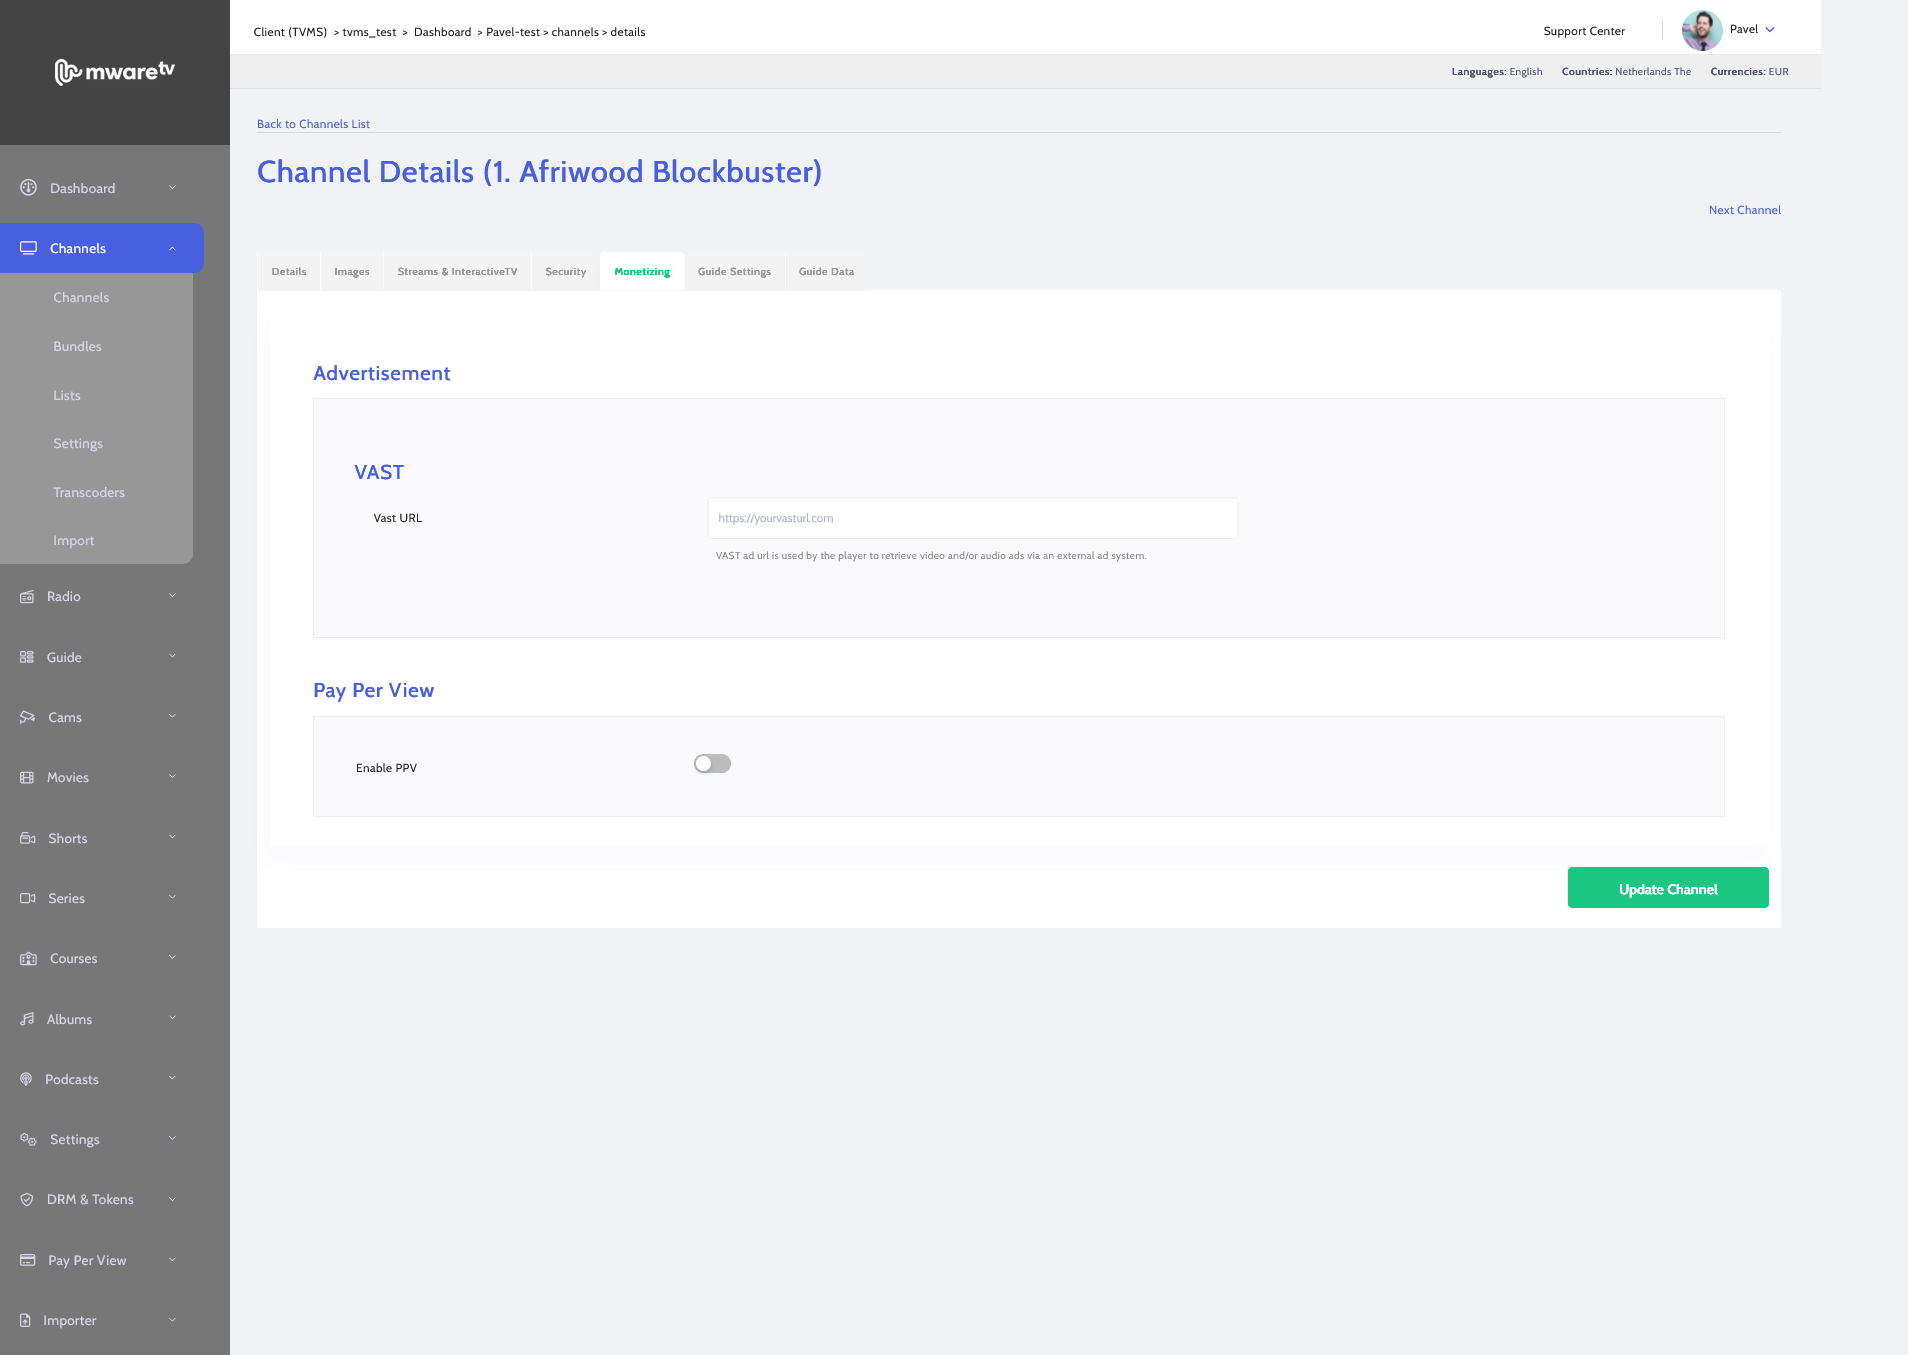 mwaretv
Client (TVMS) > tvms_test > Dashboard > Pavel-test > channels > details
Support Center
Pavel
Languages: English Countries: Netherlands The Currencies: EUR
Back to Channels List
Channel Details (1. Afriwood Blockbuster)
Next Channel
Dashboard
Channels
Channels
Bundles
Lists
Settings
Transcoders
Import
Radio
Guide
Cams
Movies
Shorts
Series
Courses
Albums
Podcasts
Settings
DRM & Tokens
Pay Per View
Importer
Details Images Streams & InteractiveTV Security Monetizing Guide Settings Guide Data
Advertisement
VAST
Vast URL
https://yourvasturl.com
VAST ad url is used by the player to retrieve video and/or audio ads via an external ad system.
Pay Per View
Enable PPV
Update Channel